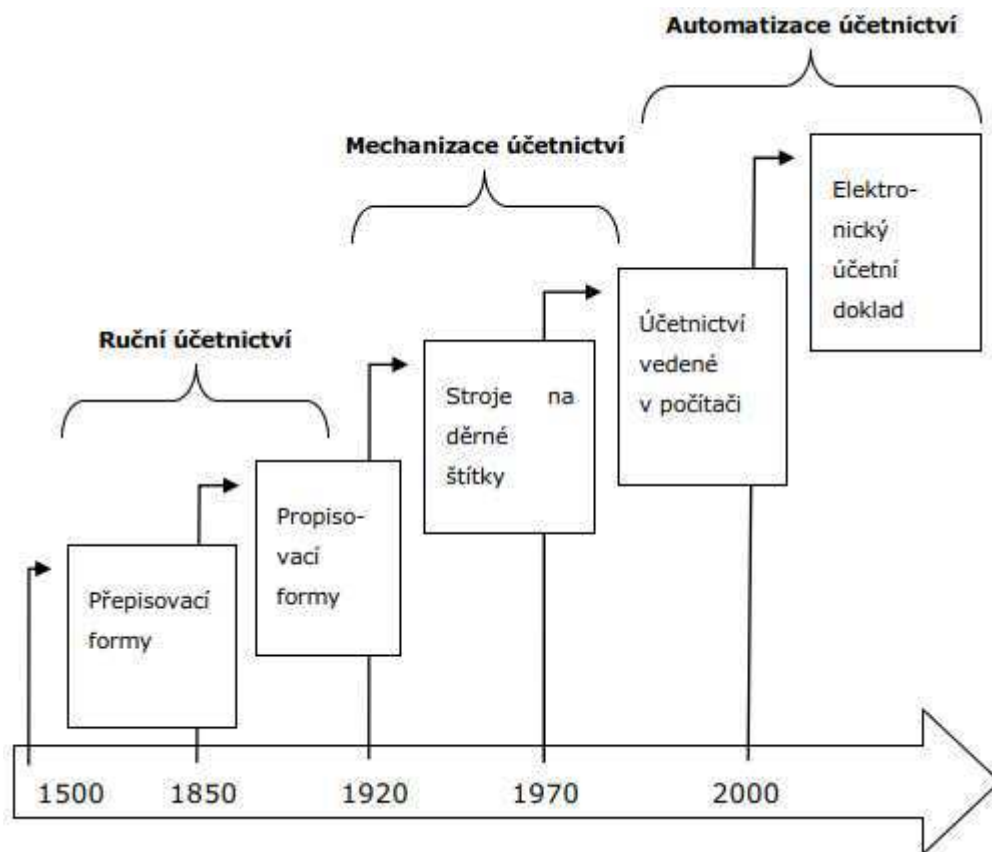 Automatizace účetnictví
Mechanizace účetnictví
Elektro-
nický
účetní
doklad
Účetnictví
vedené
v počítači
Ruční účetnictví
Stroje na
děrné
štítky
Propiso-
vací
formy
Přepisovací
formy
1500 1850 1920 1970 2000